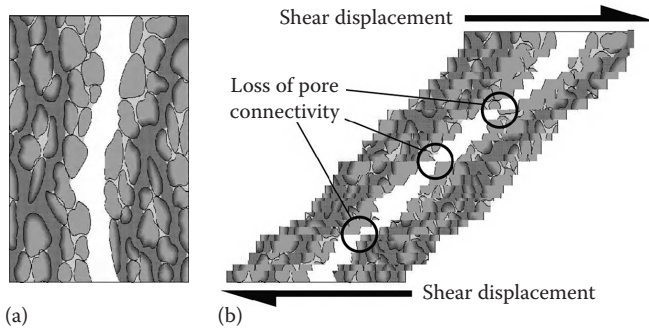 Shear displacement
Loss of pore
connectivity
Shear displacement
(a)
(b)